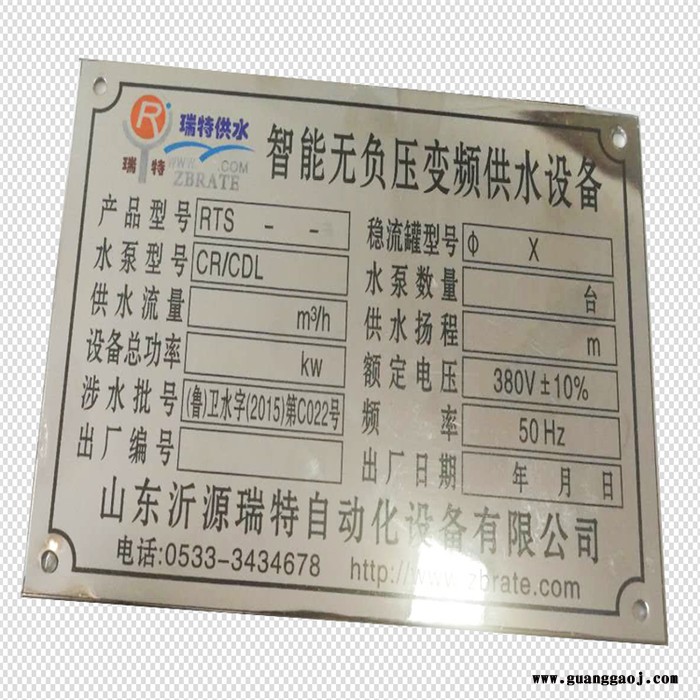 R
瑞 特
瑞特供水
WWW. .COM
ZBRATE
智能无负压变频供水设备
产品型号 RTS - - 稳流罐型号 Φ X
水泵型号 CR/CDL 水泵数量 台
供水流量 m³/h 供水扬程 m
设备总功率 kw 额定电压 380V±10%
涉水批号 (鲁)卫水字(2015)第C022号 频 率 50Hz
出厂编号 出厂日期 年 月 日
山东沂源瑞特自动化设备有限公司
电话:0533-3434678 http://www.zbrate.com
www.guanggaoj.com